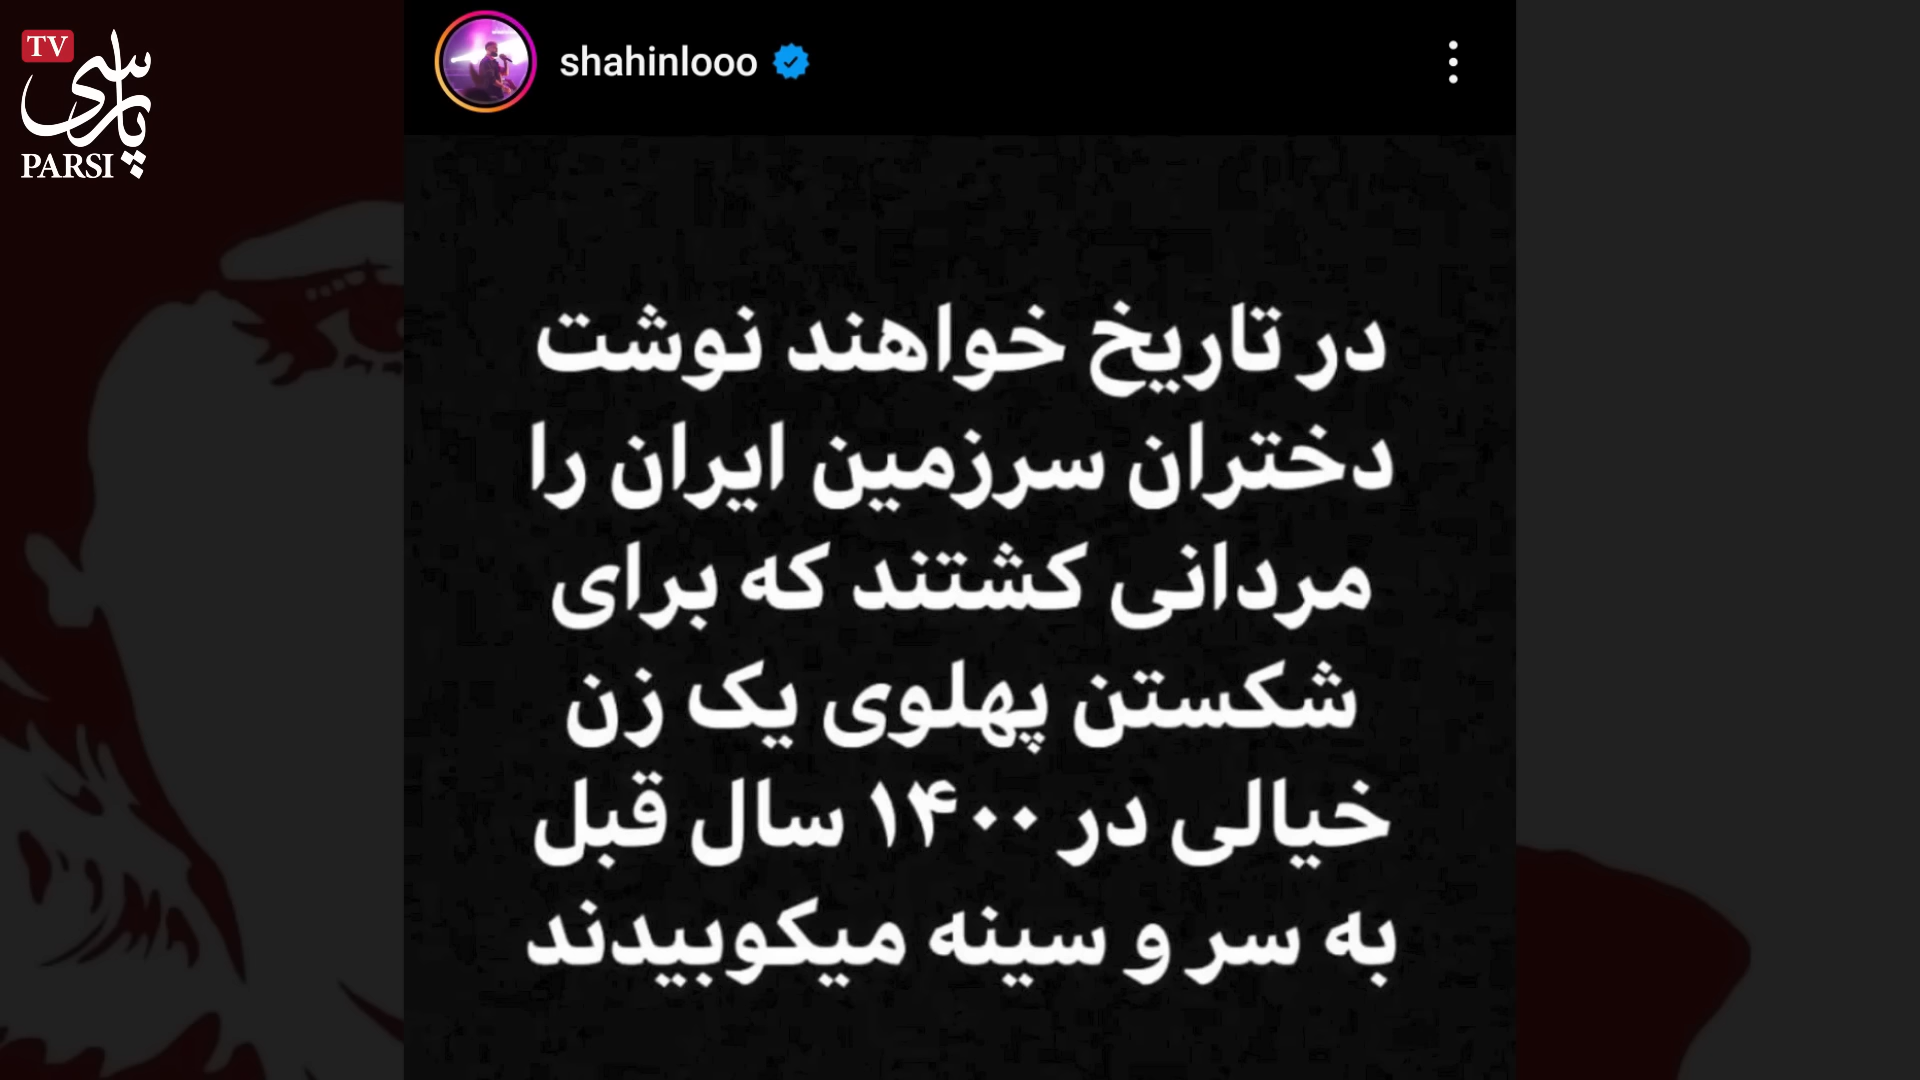 TV
پارسی
PARSI
shahinlooo
در تاریخ خواهند نوشت
دختران سرزمین ایران را
مردانی کشتند که برای
شکستن پهلوی یک زن
خیالی در ۱۴۰۰ سال قبل
به سر و سینه میکوبیدند